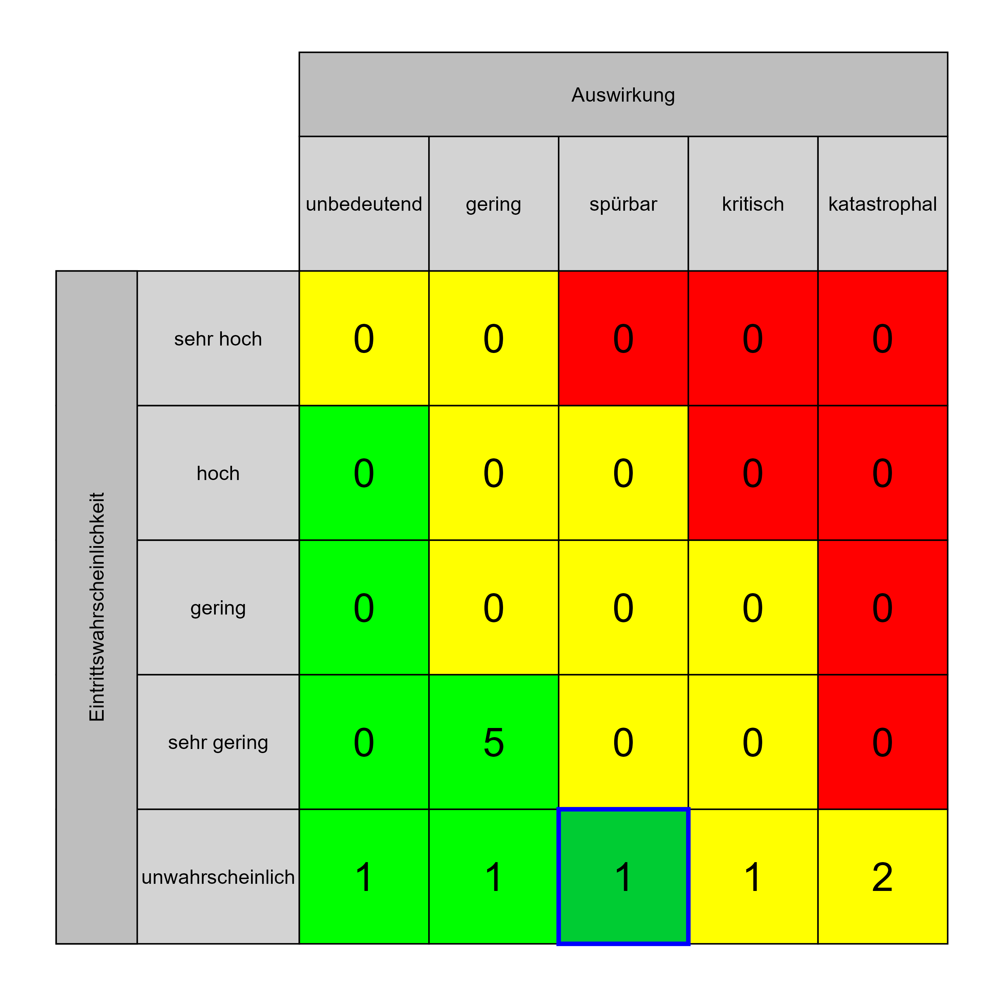 Auswirkung
unbedeutend gering spürbar kritisch katastrophal
Eintrittswahrscheinlichkeit
sehr hoch 0 0 0 0 0
hoch 0 0 0 0 0
gering 0 0 0 0 0
sehr gering 0 5 0 0 0
unwahrscheinlich 1 1 1 1 2